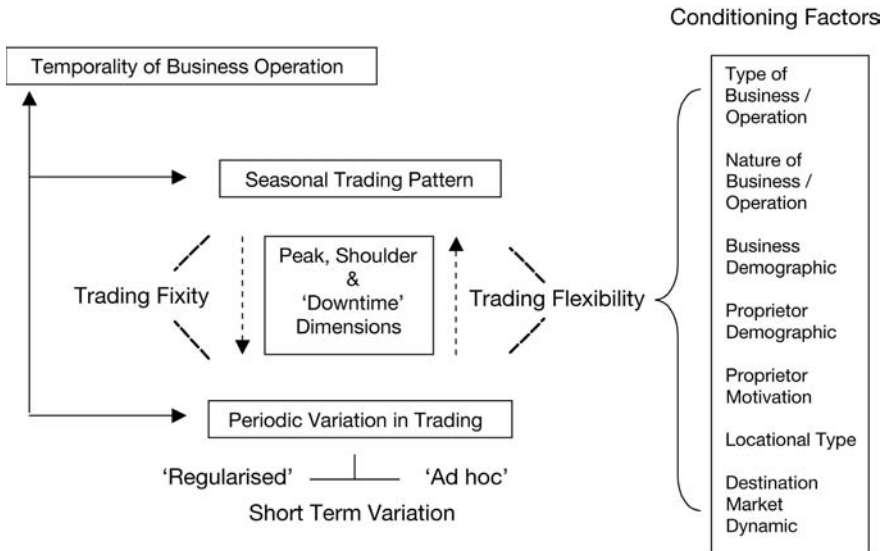 Conditioning Factors
Temporality of Business Operation
Seasonal Trading Pattern
Peak, Shoulder
&
‘Downtime’
Dimensions
Trading Fixity
Trading Flexibility
Periodic Variation in Trading
‘Regularised’
‘Ad hoc’
Short Term Variation
Type of
Business /
Operation
Nature of
Business /
Operation
Business
Demographic
Proprietor
Demographic
Proprietor
Motivation
Locational Type
Destination
Market
Dynamic